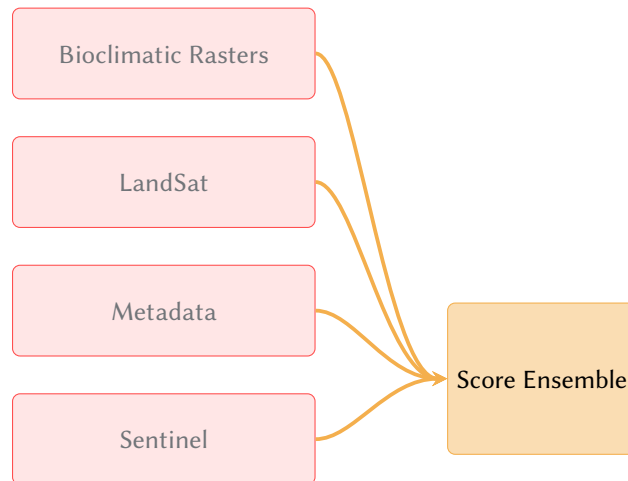 Bioclimatic Rasters
LandSat
Metadata
Score Ensemble
Sentinel